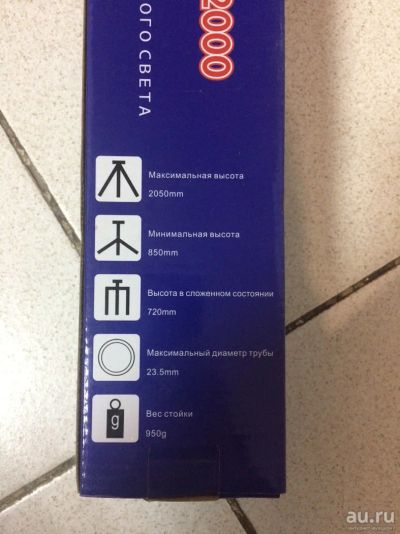 2000
ОГО СВЕТА
Максимальная высота
2050mm
Минимальная высота
850mm
Высота в сложенном состоянии
720mm
Максимальный диаметр трубы
23.5mm
g
Вес стойки
950g
au.ru